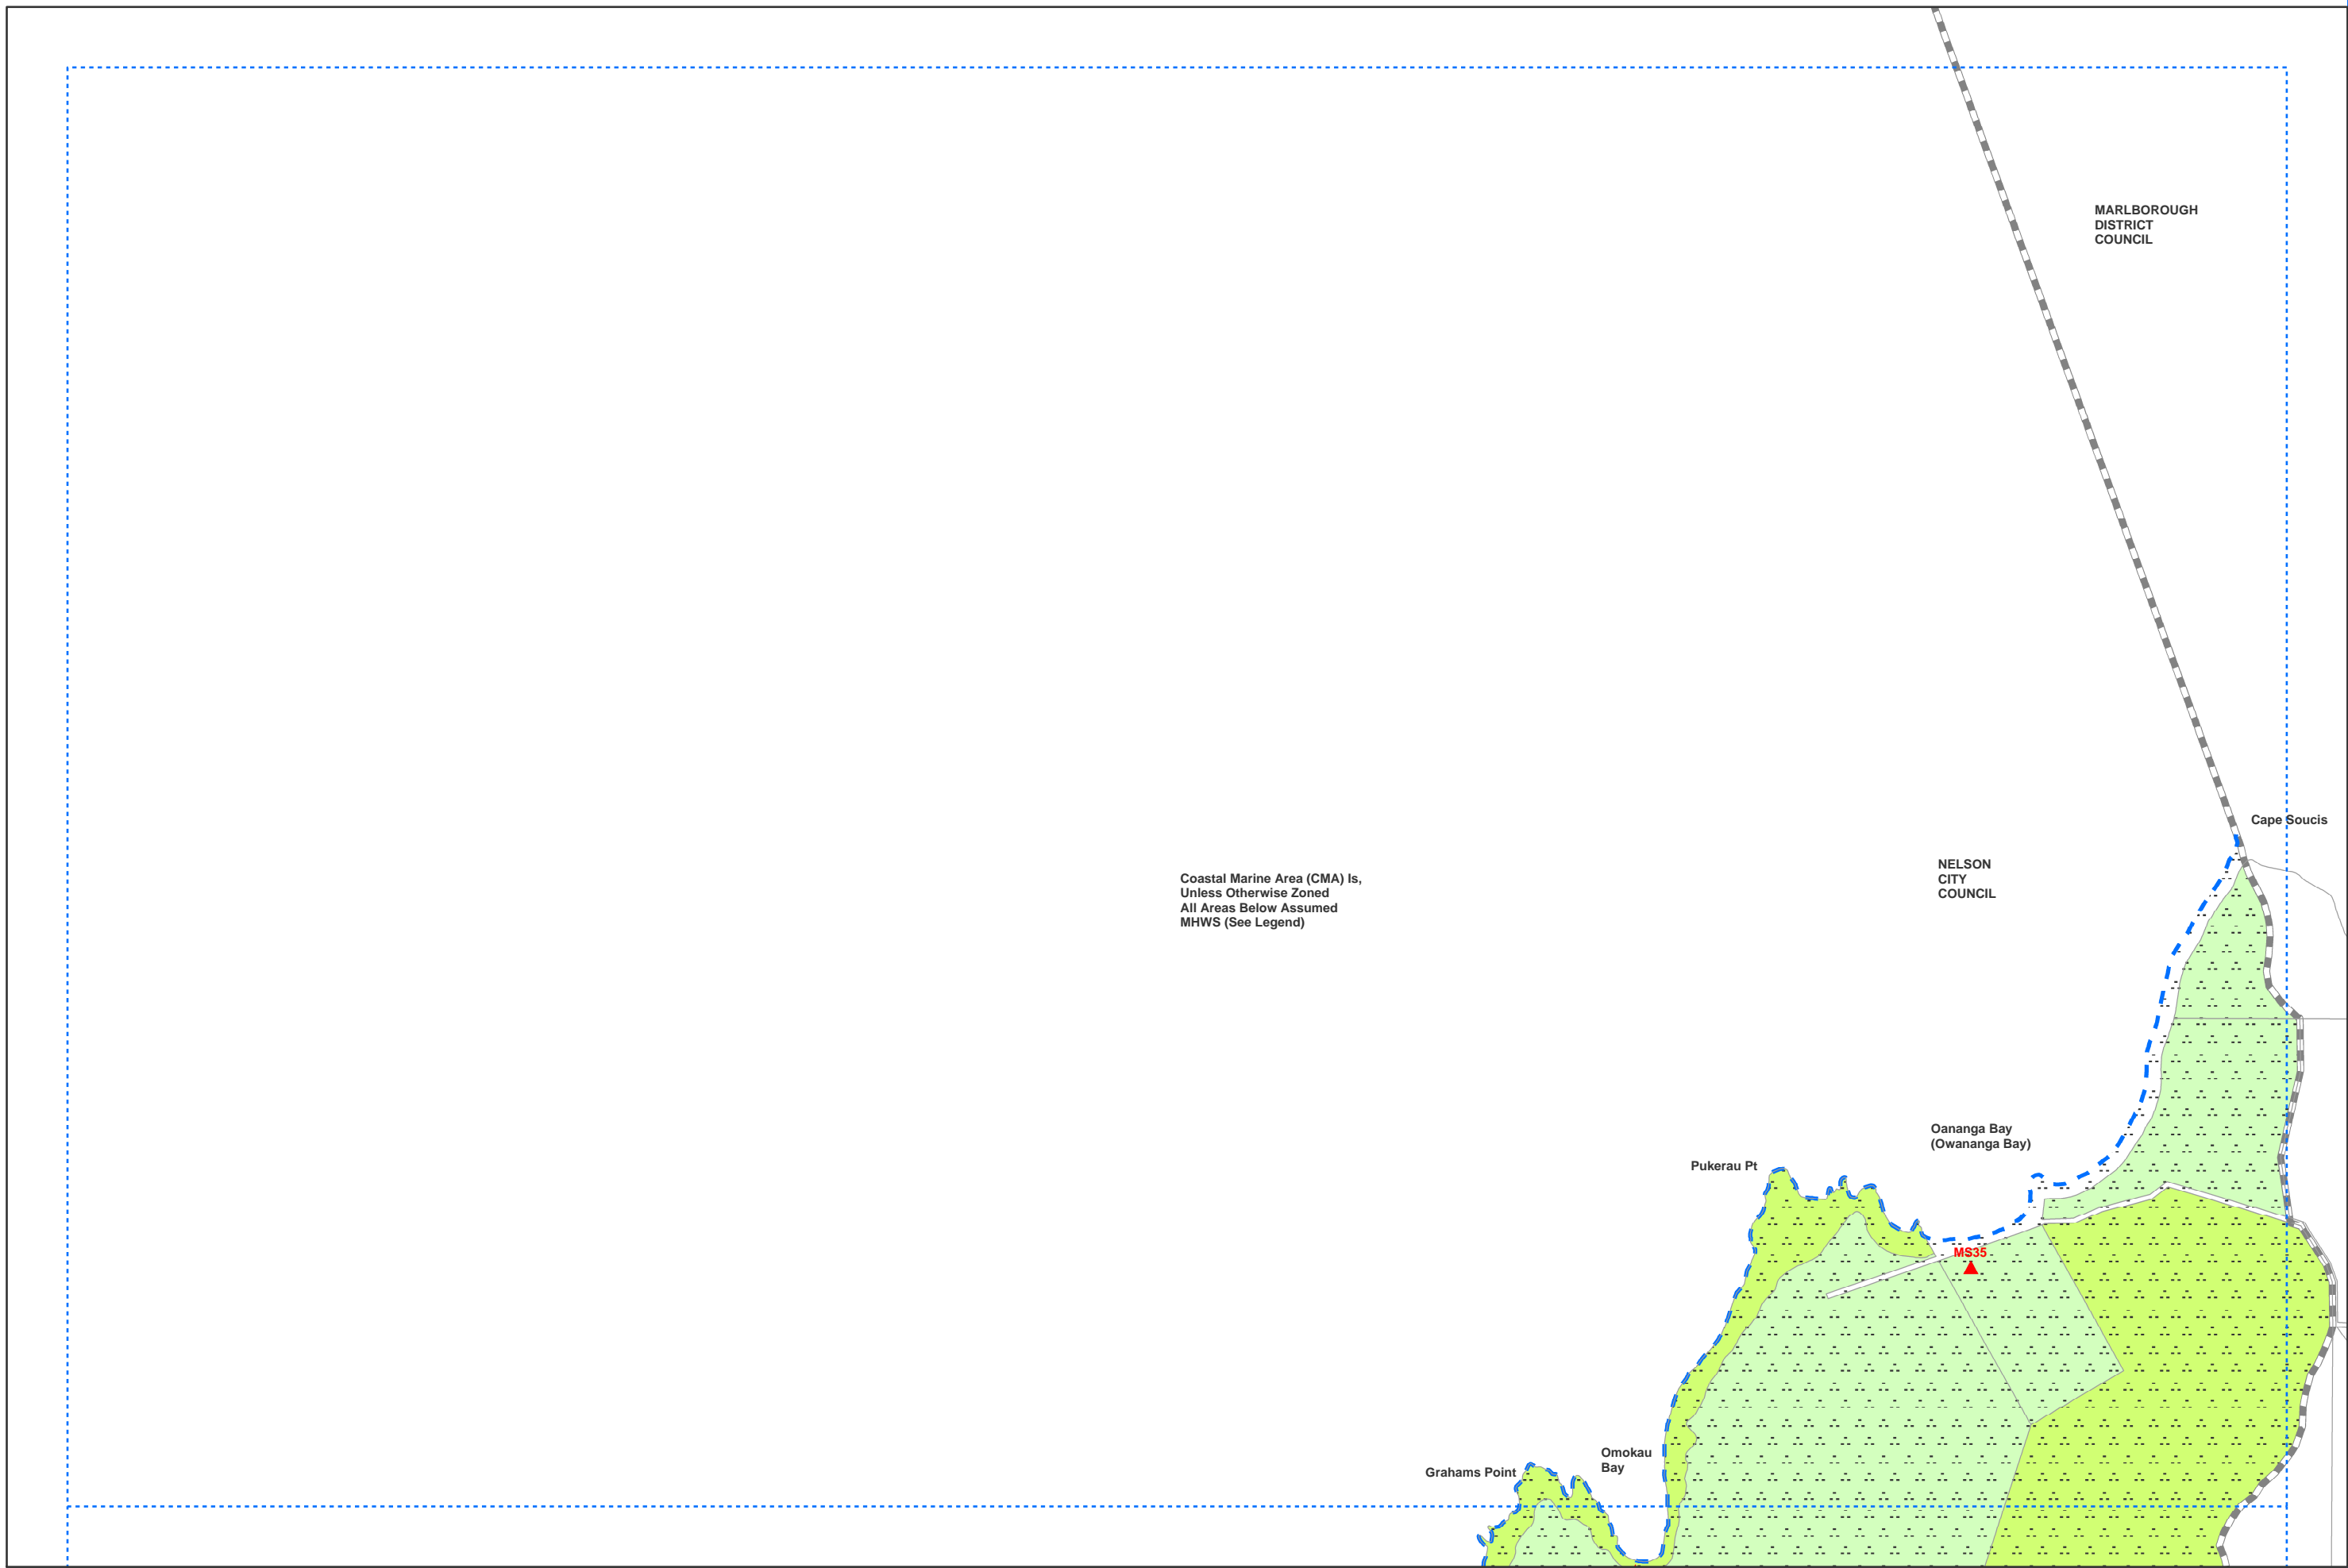 MARLBOROUGH
DISTRICT
COUNCIL
Cape Soucis
NELSON
CITY
COUNCIL
Coastal Marine Area (CMA) Is,
Unless Otherwise Zoned
All Areas Below Assumed
MHWS (See Legend)
Oananga Bay
(Owananga Bay)
Pukerau Pt
MS35
Omokau
Bay
Grahams Point